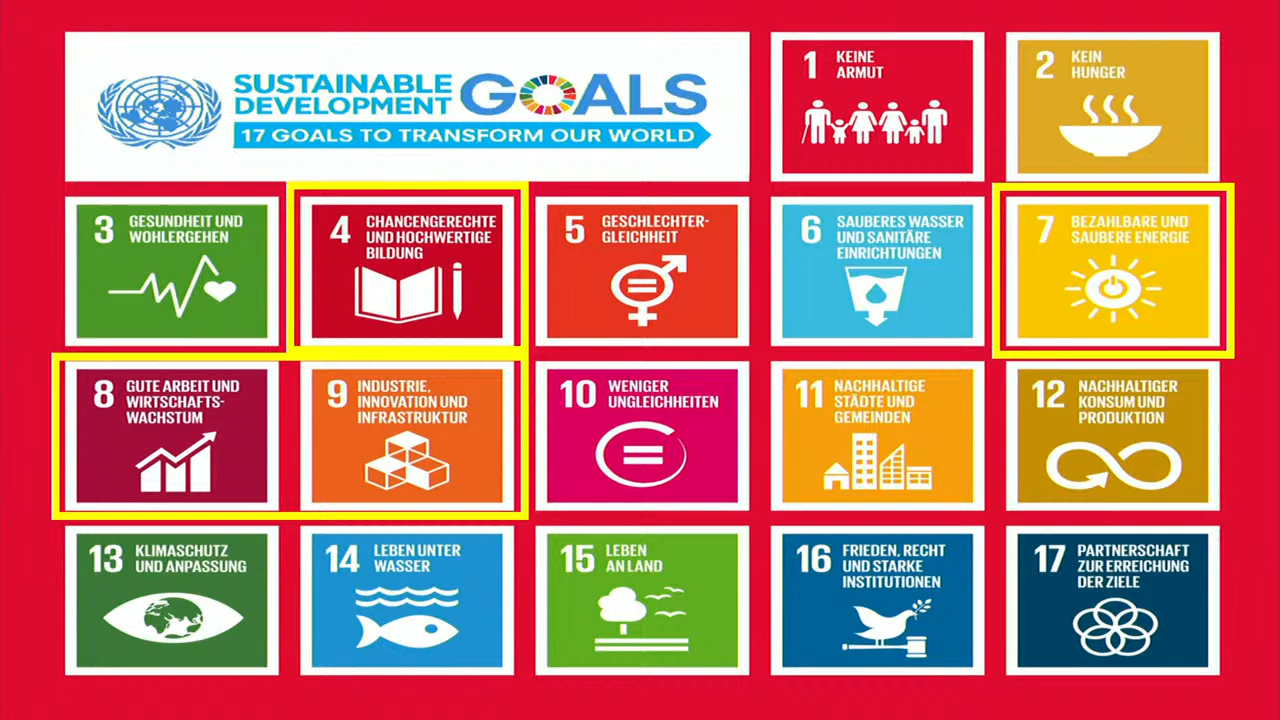 SUSTAINABLE
DEVELOPMENT
GOALS
17 GOALS TO TRANSFORM OUR WORLD
1 KEINE
ARMUT
2 KEIN
HUNGER
3 GESUNDHEIT UND
WOHLERGEHEN
4 CHANCENGERECHTE
UND HOCHWERTIGE
BILDUNG
5 GESCHLECHTER-
GLEICHHEIT
6 SAUBERES WASSER
UND SANITÄRE
EINRICHTUNGEN
7 BEZAHLBARE UND
SAUBERE ENERGIE
8 GUTE ARBEIT UND
WIRTSCHAFTS-
WACHSTUM
9 INDUSTRIE,
INNOVATION UND
INFRASTRUKTUR
10 WENIGER
UNGLEICHHEITEN
11 NACHHALTIGE
STÄDTE UND
GEMEINDEN
12 NACHHALTIGER
KONSUM UND
PRODUKTION
13 KLIMASCHUTZ
UND ANPASSUNG
14 LEBEN UNTER
WASSER
15 LEBEN
AN LAND
16 FRIEDEN, RECHT
UND STARKE
INSTITUTIONEN
17 PARTNERSCHAFT
ZUR ERREICHUNG
DER ZIELE